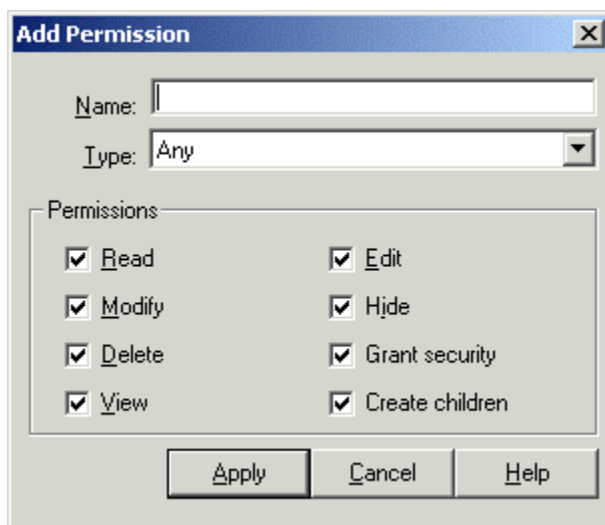 Add Permission
Name:
Type: Any
Permissions
Read Edit
Modify Hide
Delete Grant security
View Create children
Apply Cancel Help